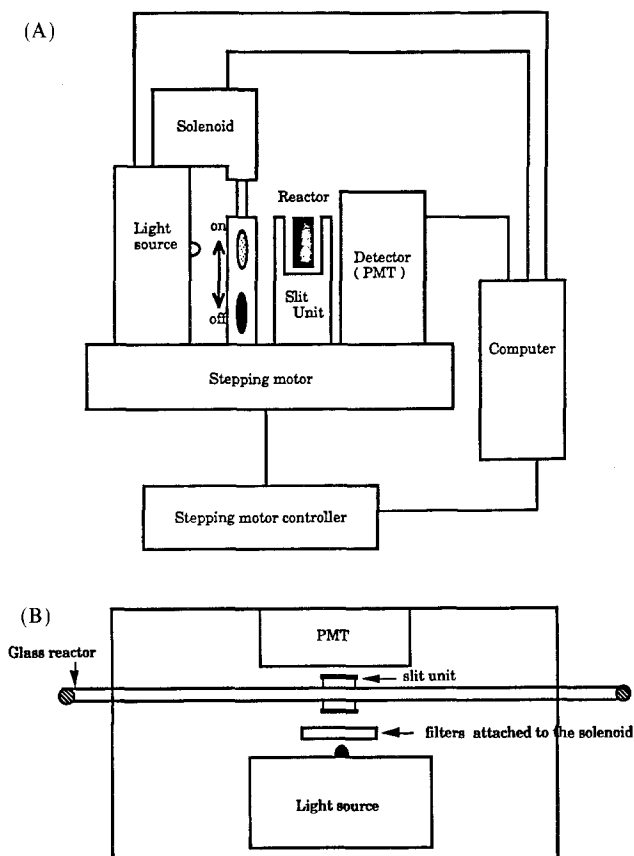 (A)
Solenoid
Reactor
Light
source
on
off
Detector
( PMT )
Slit
Unit
Computer
Stepping motor
Stepping motor controller
(B)
PMT
Glass reactor
slit unit
filters attached to the solenoid
Light source